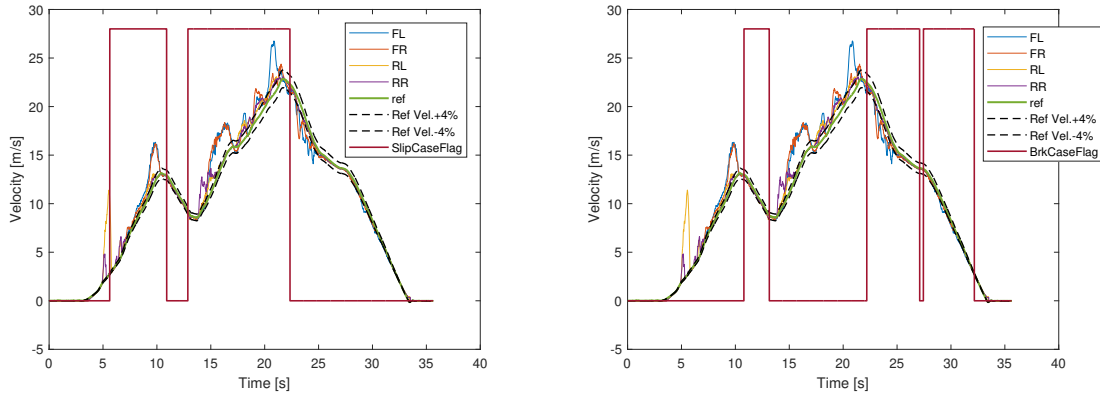 30
25
20
15
10
5
0
-5
Velocity [m/s]
0 5 10 15 20 25 30 35 40
Time [s]
FL
FR
RL
RR
ref
Ref Vel.+4%
Ref Vel.-4%
SlipCaseFlag
30
25
20
15
10
5
0
-5
Velocity [m/s]
0 5 10 15 20 25 30 35 40
Time [s]
FL
FR
RL
RR
ref
Ref Vel.+4%
Ref Vel.-4%
BrkCaseFlag